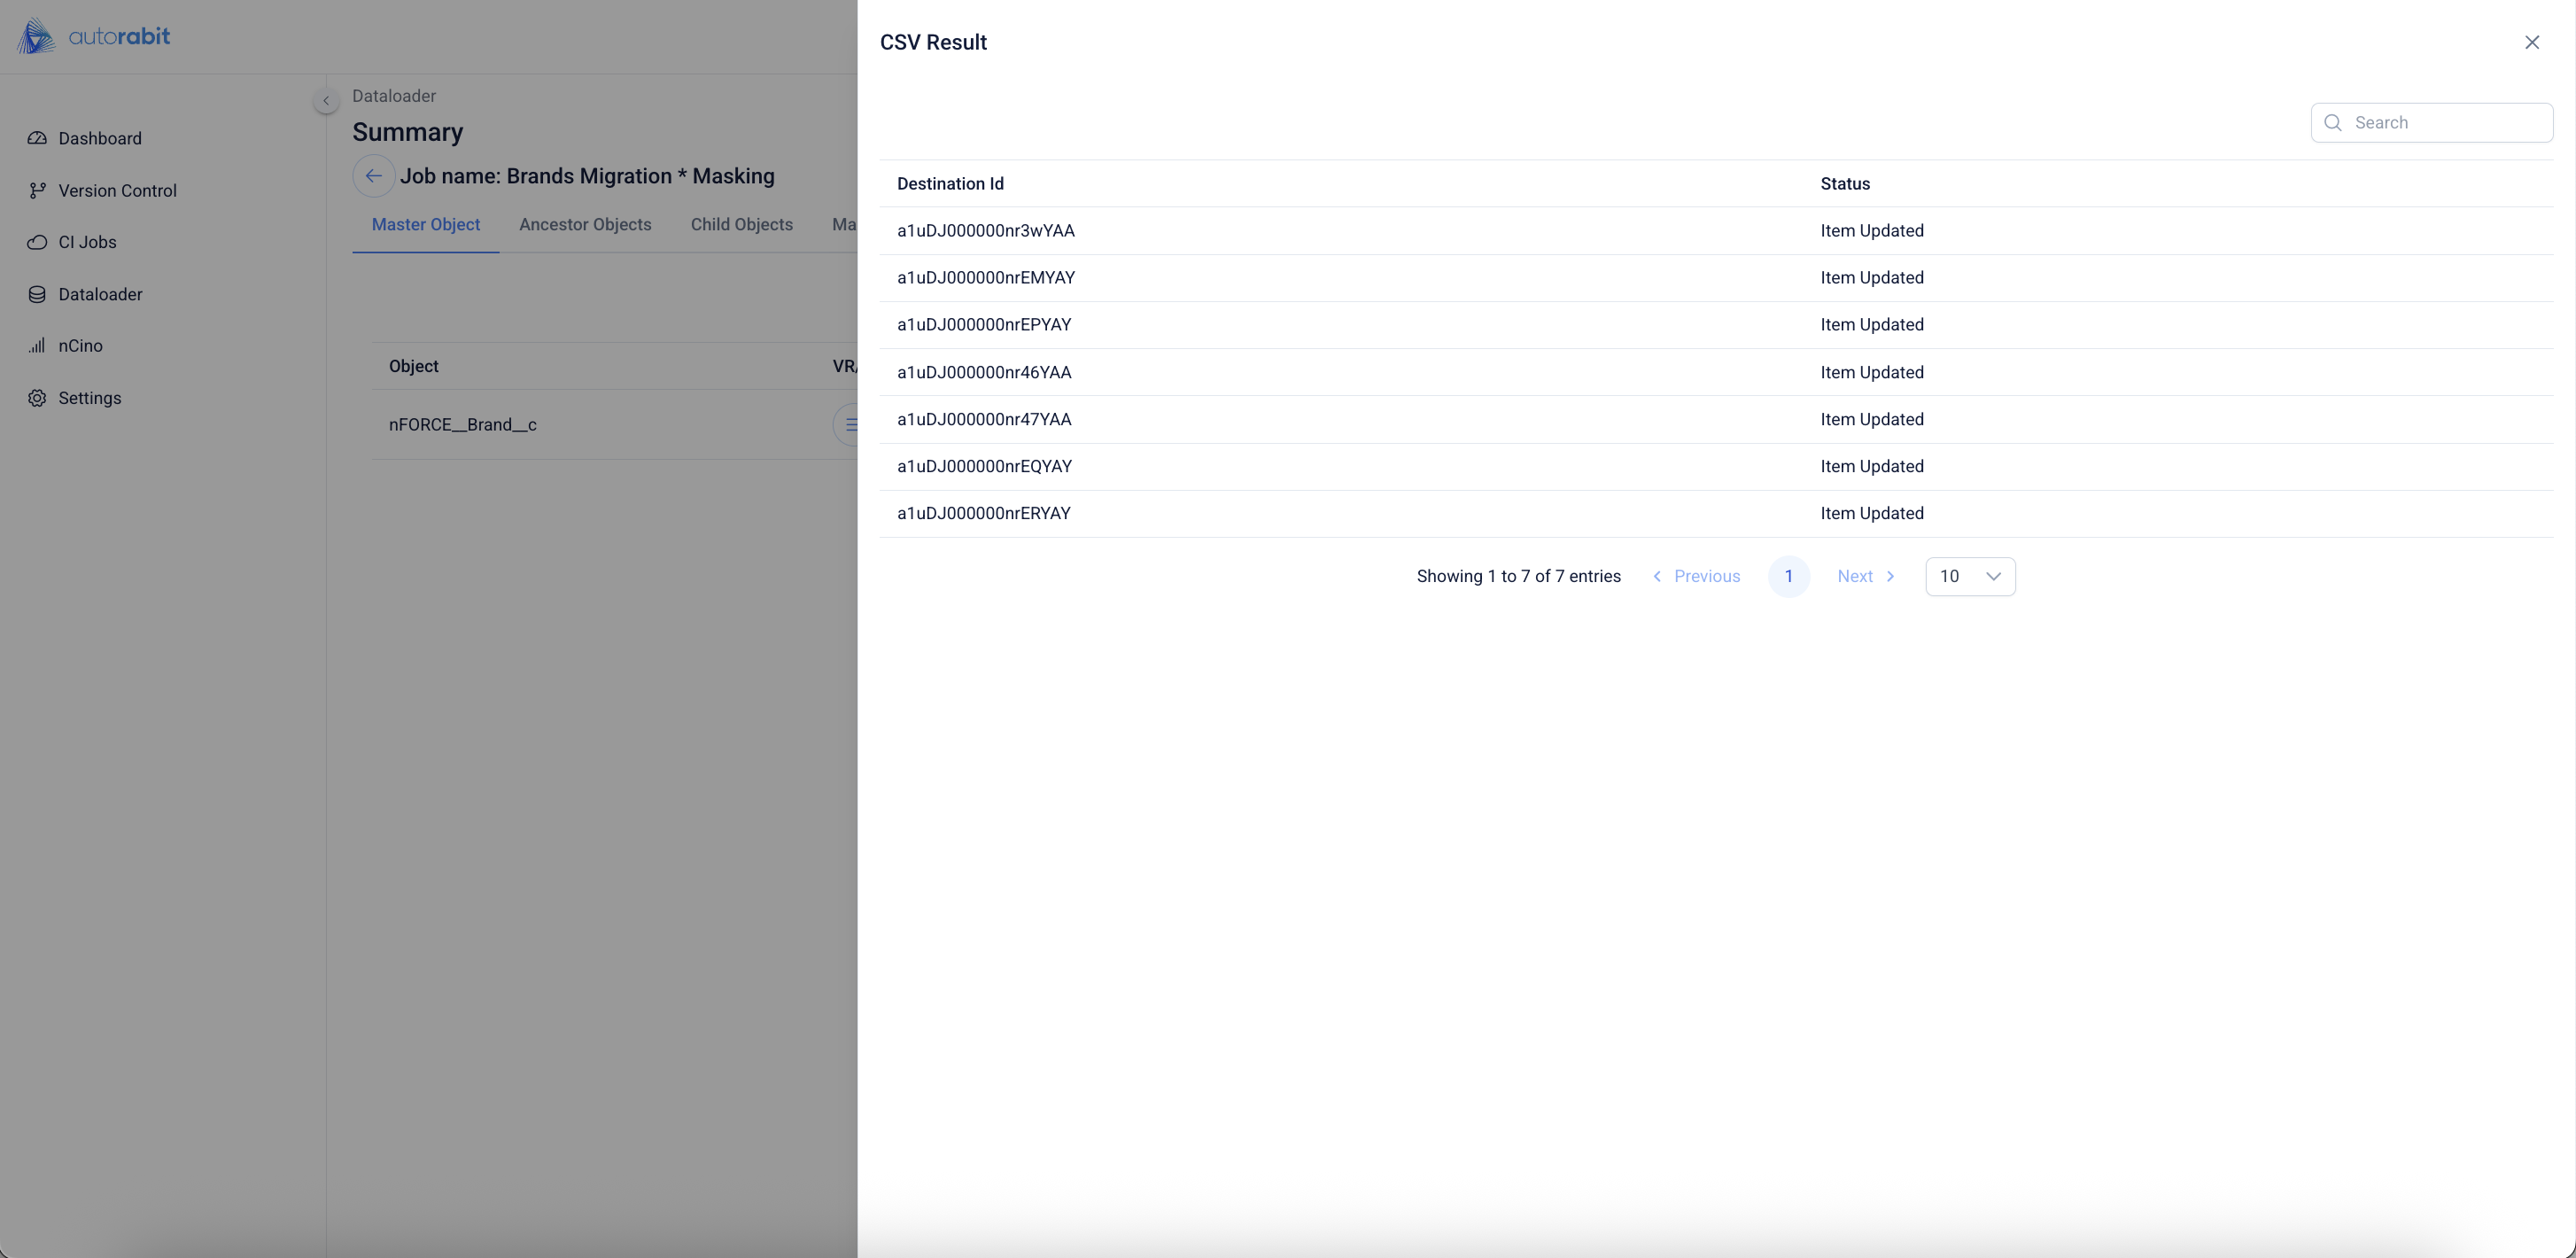 autorabit
Dashboard
Version Control
CI Jobs
Dataloader
nCino
Settings
Dataloader
Summary
Job name: Brands Migration * Masking
Master Object Ancestor Objects Child Objects Ma
Object VR/
nFORCE__Brand__c
CSV Result
Search
Destination Id Status
a1uDJ000000nr3wYAA Item Updated
a1uDJ000000nrEMYAY Item Updated
a1uDJ000000nrEPYAY Item Updated
a1uDJ000000nr46YAA Item Updated
a1uDJ000000nr47YAA Item Updated
a1uDJ000000nrEQYAY Item Updated
a1uDJ000000nrERYAY Item Updated
Showing 1 to 7 of 7 entries Previous 1 Next 10